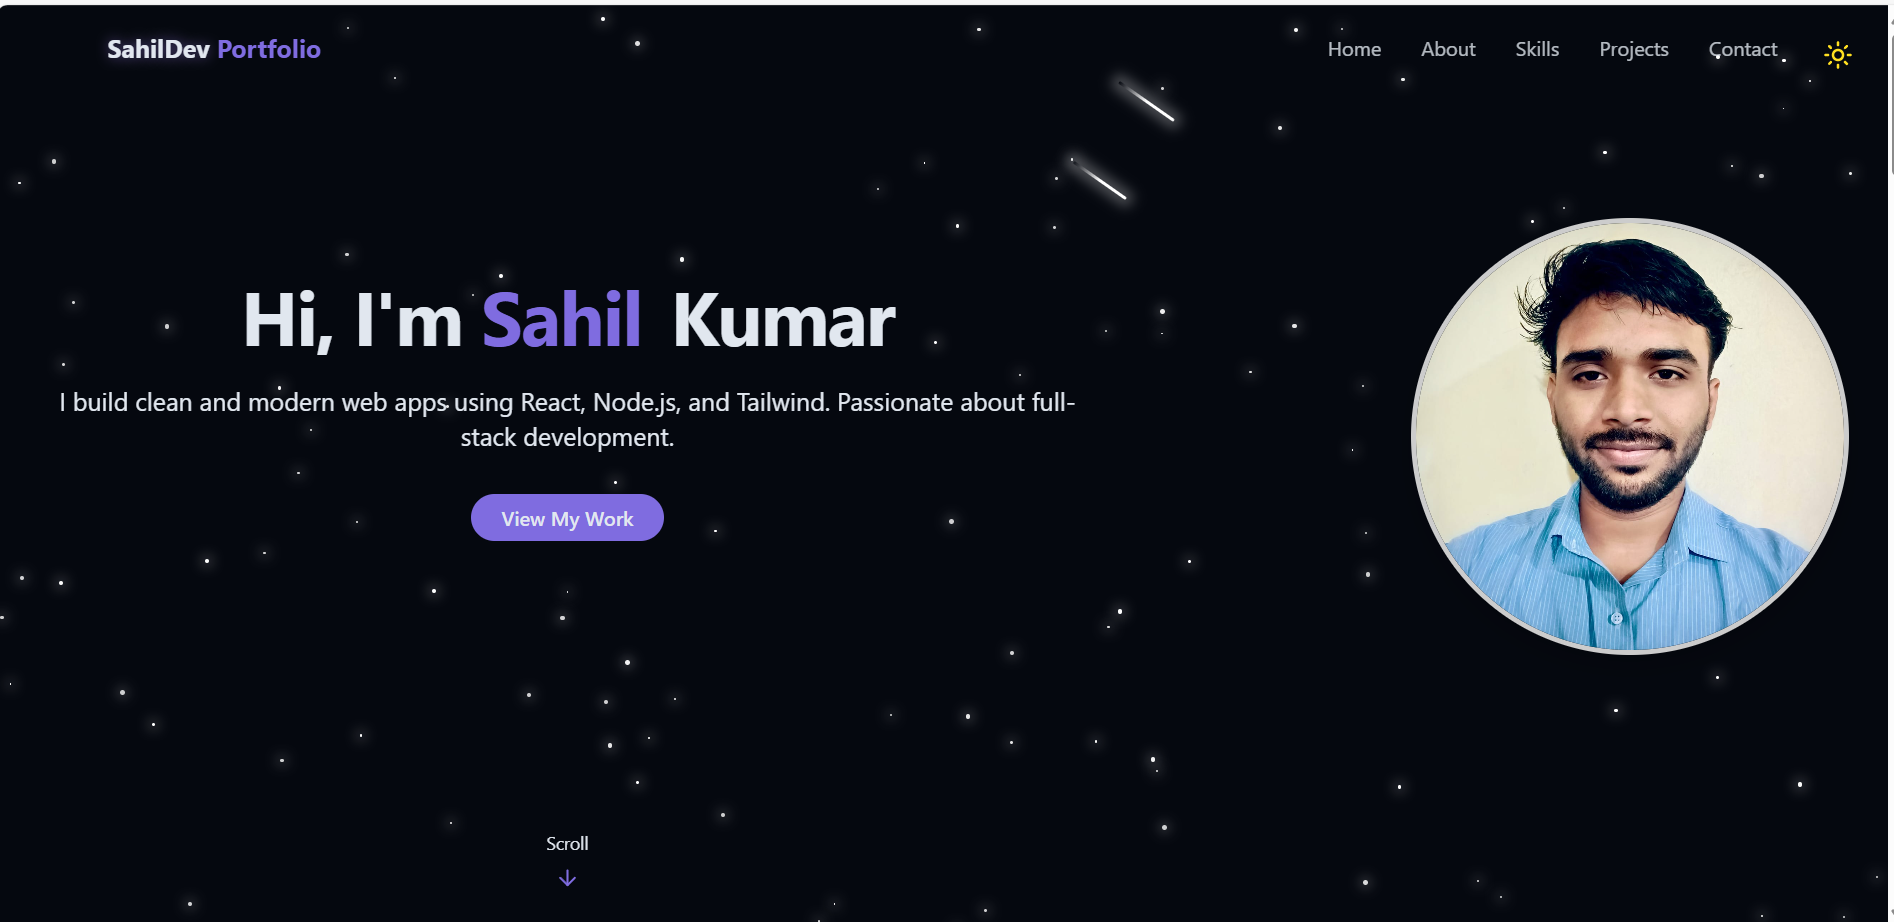 SahilDev Portfolio
Home About Skills Projects Contact
Hi, I'm Sahil Kumar
I build clean and modern web apps using React, Node.js, and Tailwind. Passionate about full-
stack development.
View My Work
Scroll